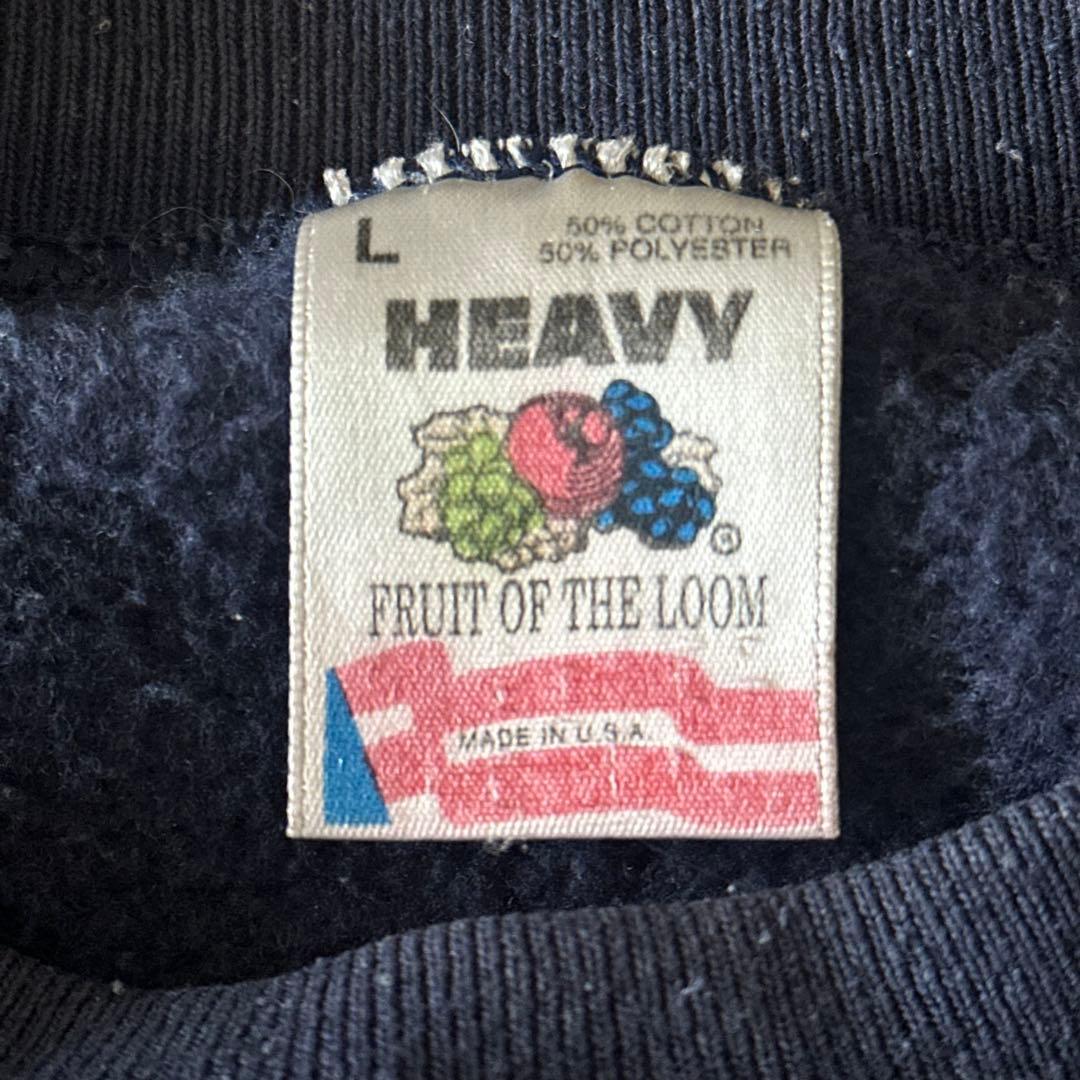 L
50% COTTON
50% POLYESTER
HEAVY
®
FRUIT OF THE LOOM
MADE IN U.S.A.